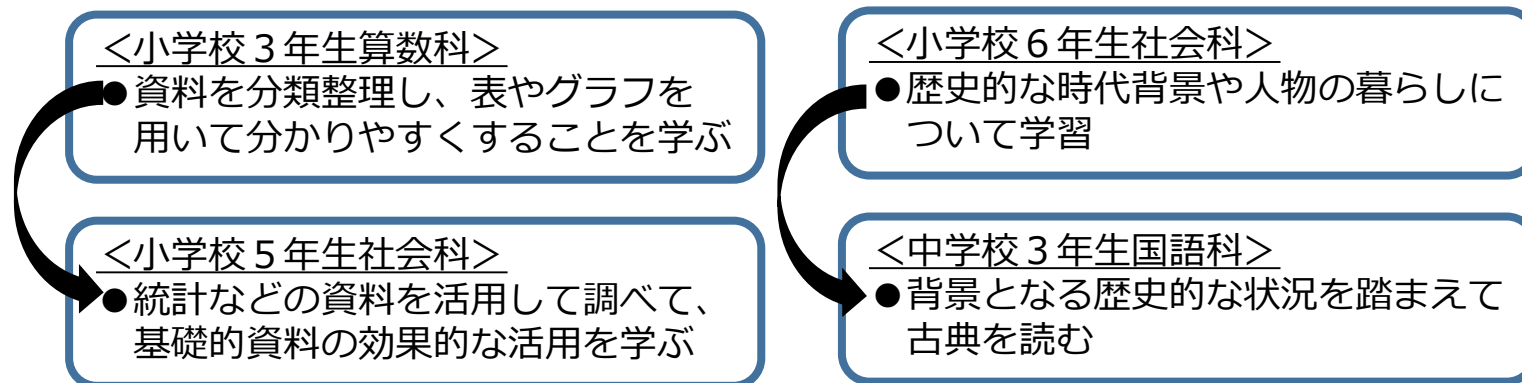 <小学校３年生算数科>
●資料を分類整理し、表やグラフを
用いて分かりやすくすることを学ぶ
<小学校５年生社会科>
●統計などの資料を活用して調べて、
基礎的資料の効果的な活用を学ぶ
<小学校６年生社会科>
●歴史的な時代背景や人物の暮らしに
ついて学習
<中学校３年生国語科>
●背景となる歴史的な状況を踏まえて
古典を読む